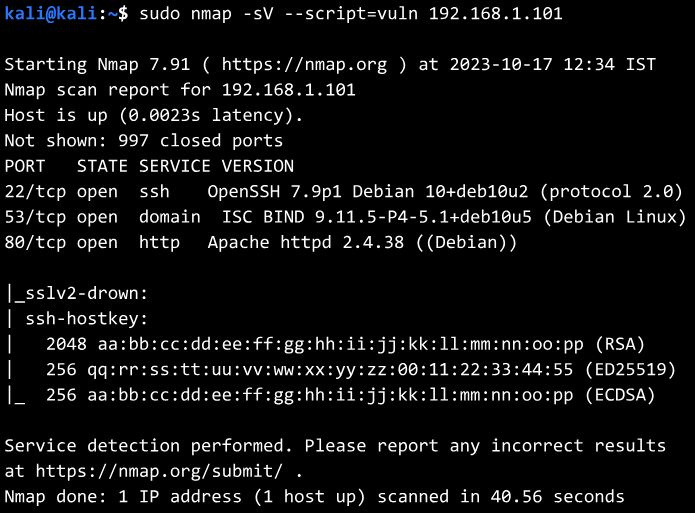 kali@kali:~$ sudo nmap -sV --script=vuln 192.168.1.101
Starting Nmap 7.91 ( https://nmap.org ) at 2023-10-17 12:34 IST
Nmap scan report for 192.168.1.101
Host is up (0.0023s latency).
Not shown: 997 closed ports
PORT   STATE SERVICE VERSION
22/tcp open  ssh    OpenSSH 7.9p1 Debian 10+deb10u2 (protocol 2.0)
53/tcp open  domain  ISC BIND 9.11.5-P4-5.1+deb10u5 (Debian Linux)
80/tcp open  http   Apache httpd 2.4.38 ((Debian))
|_sslv2-drown:
| ssh-hostkey:
|   2048 aa:bb:cc:dd:ee:ff:gg:hh:ii:jj:kk:ll:mm:nn:oo:pp (RSA)
|   256 qq:rr:ss:tt:uu:vv:ww:xx:yy:zz:00:11:22:33:44:55 (ED25519)
|_  256 aa:bb:cc:dd:ee:ff:gg:hh:ii:jj:kk:ll:mm:nn:oo:pp (ECDSA)
Service detection performed. Please report any incorrect results
at https://nmap.org/submit/ .
Nmap done: 1 IP address (1 host up) scanned in 40.56 seconds